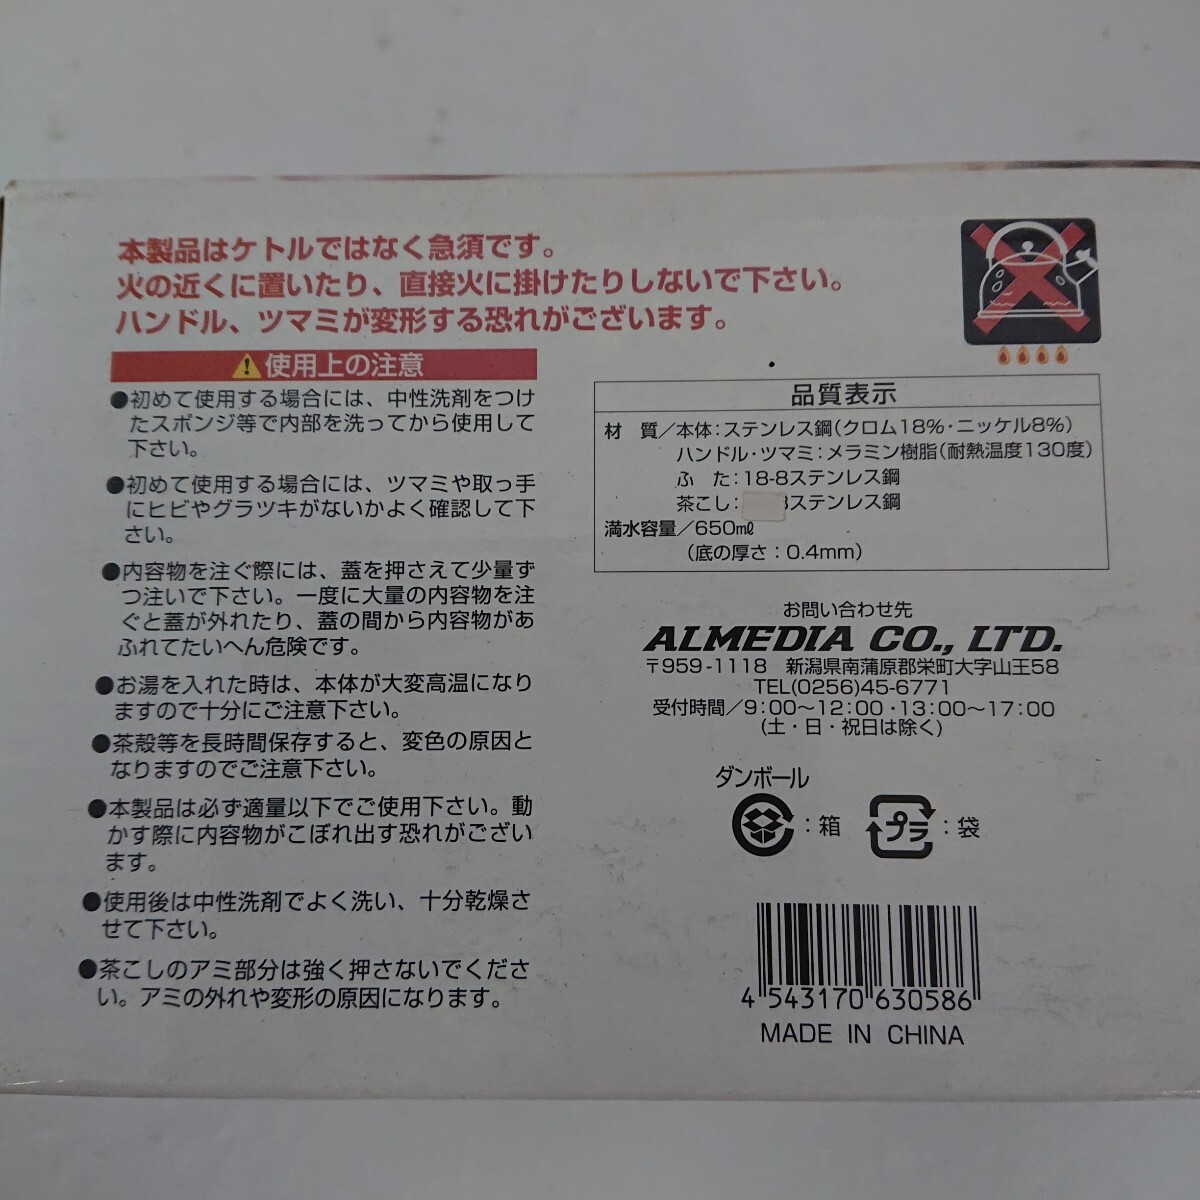 本製品はケトルではなく急須です。
火の近くに置いたり、直接火に掛けたりしないで下さい。
ハンドル、ツマミが変形する恐れがございます。
使用上の注意
●初めて使用する場合には、中性洗剤をつけ
たスポンジ等で内部を洗ってから使用して
下さい。
●初めて使用する場合には、ツマミや取っ手
にヒビやグラツキがないかよく確認して下
さい。
●内容物を注ぐ際には、蓋を押さえて少量ず
つ注いで下さい。一度に大量の内容物を注
ぐと蓋が外れたり、蓋の間から内容物があ
ふれてたいへん危険です。
●お湯を入れた時は、本体が大変高温になり
ますので十分にご注意下さい。
●茶殻等を長時間保存すると、変色の原因と
なりますのでご注意下さい。
●本製品は必ず適量以下でご使用下さい。動
かす際に内容物がこぼれ出す恐れがござい
ます。
●使用後は中性洗剤でよく洗い、十分乾燥さ
せて下さい。
●茶こしのアミ部分は強く押さないでくださ
い。アミの外れや変形の原因になります。
品質表示
材　質／本体：ステンレス鋼（クロム18%・ニッケル8%）
ハンドル・ツマミ：メラミン樹脂（耐熱温度130度）
ふ　た：18-8ステンレス鋼
茶こし：8ステンレス鋼
満水容量／650㎖
（底の厚さ：0.4mm）
お問い合わせ先
ALMEDIA CO., LTD.
〒959-1118　新潟県南蒲原郡栄町大字山王58
TEL(0256)45-6771
受付時間／9:00〜12:00・13:00〜17:00
（土・日・祝日は除く）
ダンボール
：箱
プラ：袋
4 543170 630586
MADE IN CHINA